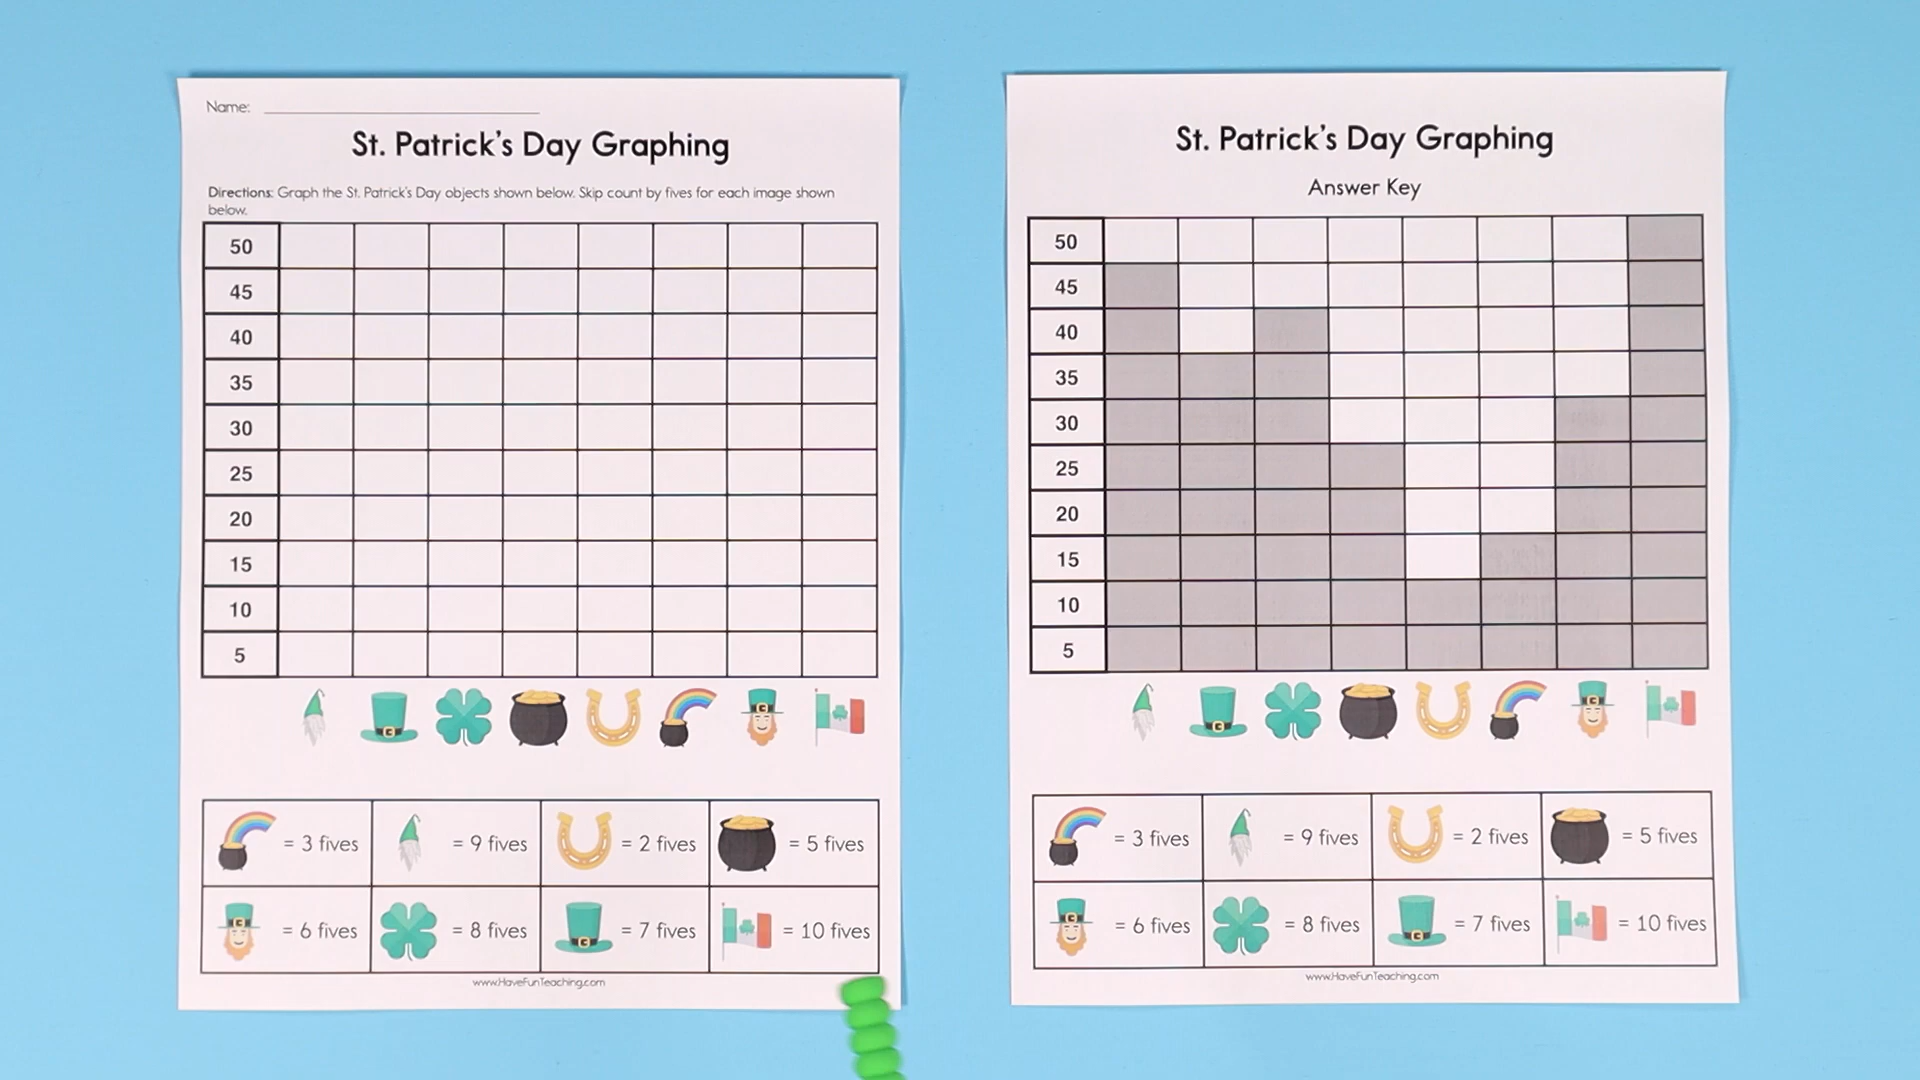 Name:
St. Patrick's Day Graphing
Directions: Graph the St. Patrick's Day objects shown below. Skip count by fives for each image shown
below.
50
45
40
35
30
25
20
15
10
5
= 3 fives
= 9 fives
= 2 fives
= 5 fives
= 6 fives
= 8 fives
= 7 fives
= 10 fives
www.HaveFunTeaching.com
St. Patrick's Day Graphing
Answer Key
50
45
40
35
30
25
20
15
10
5
= 3 fives
= 9 fives
= 2 fives
= 5 fives
= 6 fives
= 8 fives
= 7 fives
= 10 fives
www.HaveFunTeaching.com